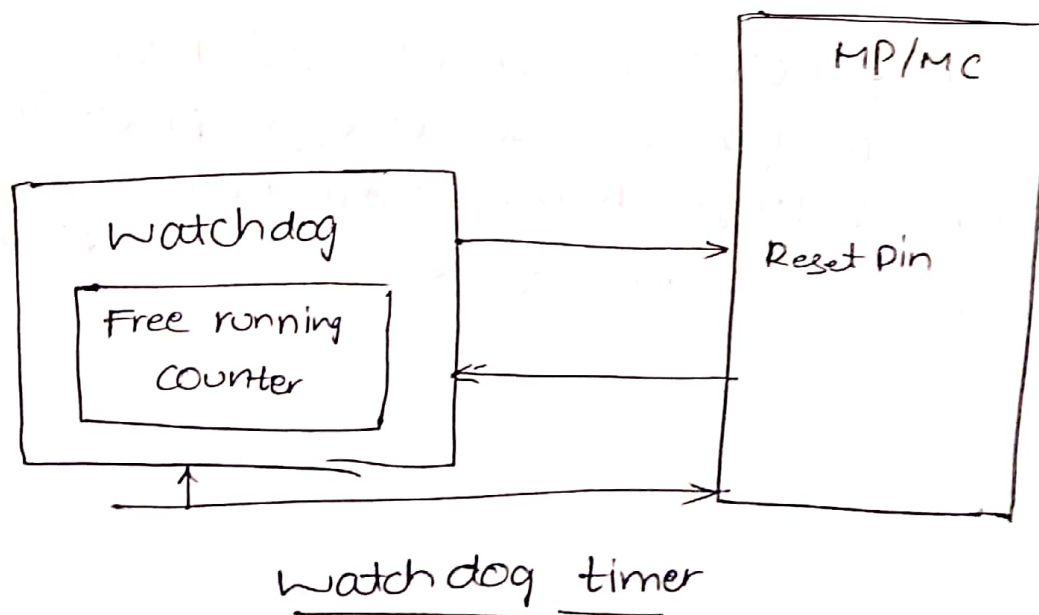 MP/MC
Watchdog
Reset Pin
Free running
counter
Watchdog timer